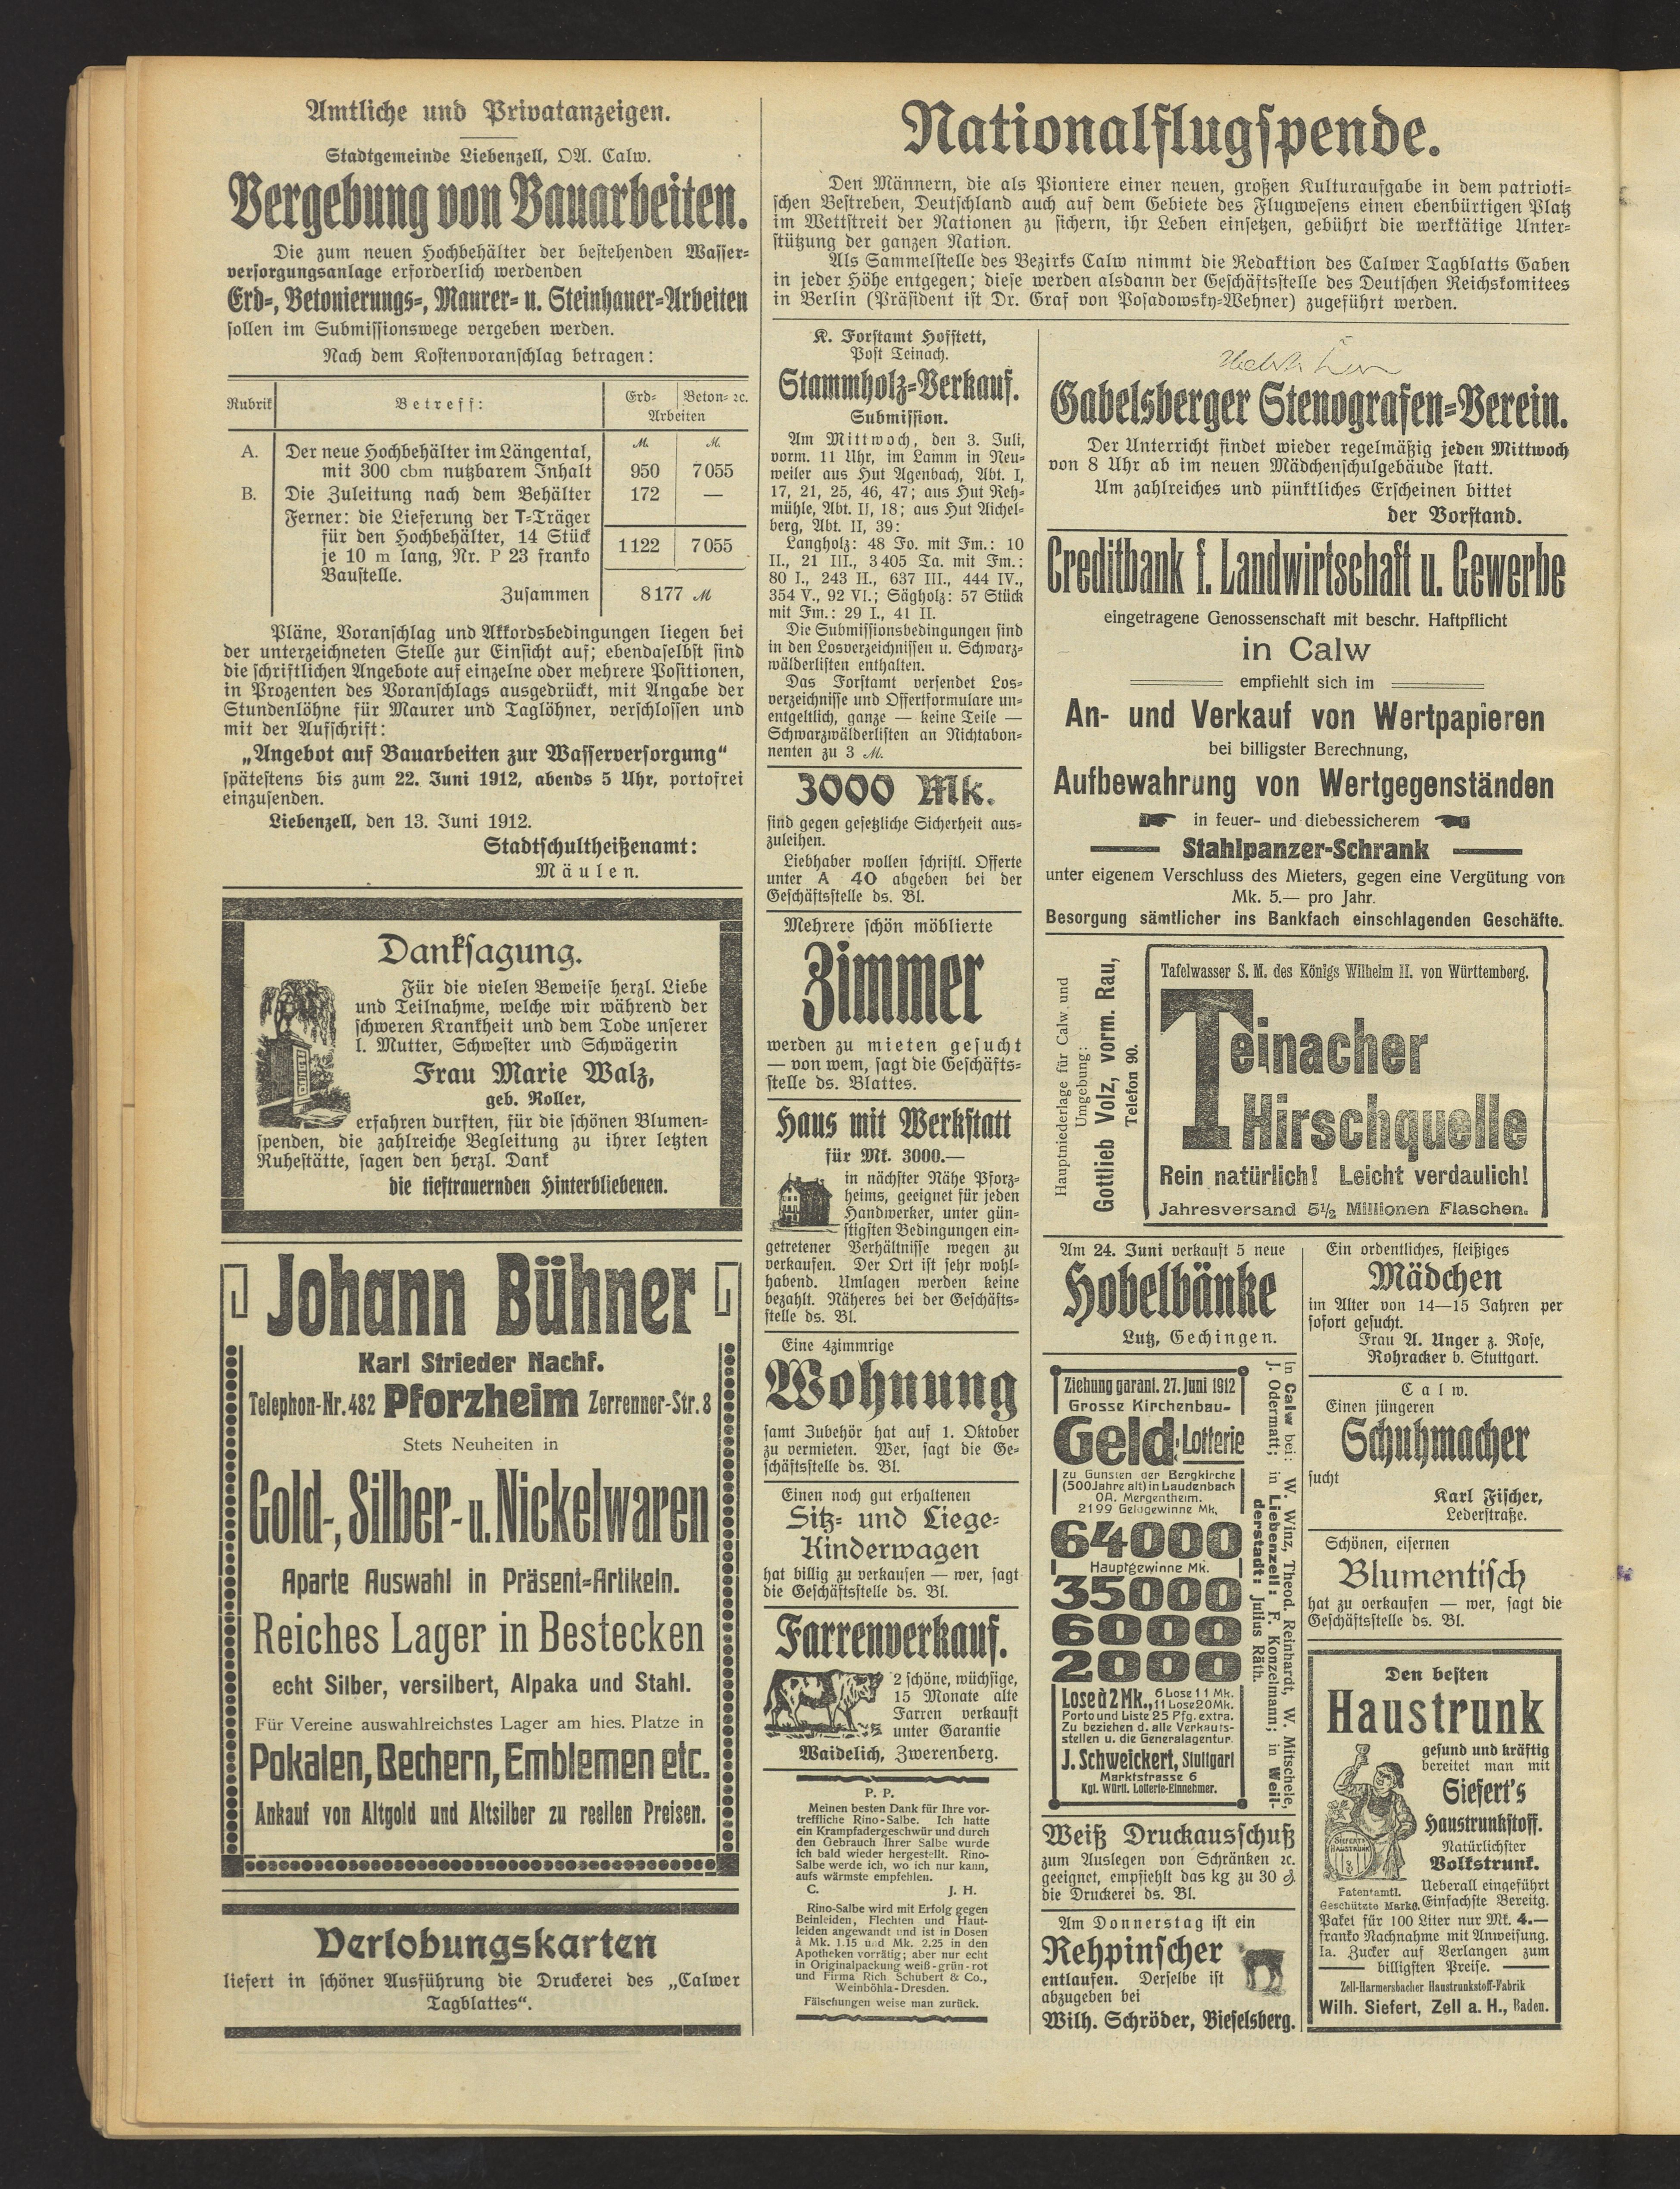 Amtliche und Privatanzeigen.
Stadtgemeinde Liebenzell, OA. Calw.
Vergebung von Bauarbeiten.
Die zum neuen Hochbehälter der bestehenden Wasser-
versorgungsanlage erforderlich werdenden
Erd-, Betonierungs-, Maurer- u. Steinhauer-Arbeiten
sollen im Submissionswege vergeben werden.
Nach dem Kostenvoranschlag betragen:
Rubrik Betreff: Erd- Beton- ꝛc.
Arbeiten
M. M.
A. Der neue Hochbehälter im Längental,
mit 300 cbm nutzbarem Inhalt 950 7055
B. Die Zuleitung nach dem Behälter 172 —
Ferner: die Lieferung der T-Träger
für den Hochbehälter, 14 Stück 1122 7055
je 10 m lang, Nr. P 23 franko
Baustelle.
Zusammen 8177 M
Pläne, Voranschlag und Akkordsbedingungen liegen bei
der unterzeichneten Stelle zur Einsicht auf; ebendaselbst sind
die schriftlichen Angebote auf einzelne oder mehrere Positionen,
in Prozenten des Voranschlags ausgedrückt, mit Angabe der
Stundenlöhne für Maurer und Taglöhner, verschlossen und
mit der Aufschrift:
„Angebot auf Bauarbeiten zur Wasserversorgung“
spätestens bis zum 22. Juni 1912, abends 5 Uhr, portofrei
einzusenden.
Liebenzell, den 13. Juni 1912.
Stadtschultheißenamt:
Mäulen.
Danksagung.
Für die vielen Beweise herzl. Liebe
und Teilnahme, welche wir während der
schweren Krankheit und dem Tode unserer
l. Mutter, Schwester und Schwägerin
Frau Marie Walz,
geb. Roller,
erfahren durften, für die schönen Blumen-
spenden, die zahlreiche Begleitung zu ihrer letzten
Ruhestätte, sagen den herzl. Dank
die tieftrauernden Hinterbliebenen.
Johann Bühner
Karl Strieder Nachf.
Telephon-Nr. 482 Pforzheim Zerrenner-Str. 8
Stets Neuheiten in
Gold-, Silber- u. Nickelwaren
Aparte Auswahl in Präsent-Artikeln.
Reiches Lager in Bestecken
echt Silber, versilbert, Alpaka und Stahl.
Für Vereine auswahlreichstes Lager am hies. Platze in
Pokalen, Bechern, Emblemen etc.
Ankauf von Altgold und Altsilber zu reellen Preisen.
Verlobungskarten
liefert in schöner Ausführung die Druckerei des „Calwer
Tagblattes“.
Nationalflugspende.
Den Männern, die als Pioniere einer neuen, großen Kulturaufgabe in dem patrioti-
schen Bestreben, Deutschland auch auf dem Gebiete des Flugwesens einen ebenbürtigen Platz
im Wettstreit der Nationen zu sichern, ihr Leben einsetzen, gebührt die werktätige Unter-
stützung der ganzen Nation.
Als Sammelstelle des Bezirks Calw nimmt die Redaktion des Calwer Tagblatts Gaben
in jeder Höhe entgegen; diese werden alsdann der Geschäftsstelle des Deutschen Reichskomitees
in Berlin (Präsident ist Dr. Graf von Posadowsky-Wehner) zugeführt werden.
K. Forstamt Hofstett,
Post Teinach.
Stammholz-Verkauf.
Submission.
Am Mittwoch, den 3. Juli,
vorm. 11 Uhr, im Lamm in Neu-
weiler aus Hut Agenbach, Abt. I,
17, 21, 25, 46, 47; aus Hut Reh-
mühle, Abt. II, 18; aus Hut Aichel-
berg, Abt. II, 39:
Langholz: 48 Fo. mit Fm.: 10
II., 21 III., 3405 Ta. mit Fm.:
80 I., 243 II., 637 III., 444 IV.,
354 V., 92 VI.; Sägholz: 57 Stück
mit Fm.: 29 I., 41 II.
Die Submissionsbedingungen sind
in den Losverzeichnissen u. Schwarz-
wälderlisten enthalten.
Das Forstamt versendet Los-
verzeichnisse und Offertformulare un-
entgeltlich, ganze — keine Teile —
Schwarzwälderlisten an Nichtabon-
nenten zu 3 M.
3000 Mk.
sind gegen gesetzliche Sicherheit aus-
zuleihen.
Liebhaber wollen schriftl. Offerte
unter A 40 abgeben bei der
Geschäftsstelle ds. Bl.
Mehrere schön möblierte
Zimmer
werden zu mieten gesucht
— von wem, sagt die Geschäfts-
stelle ds. Blattes.
Haus mit Werkstatt
für Mk. 3000.—
in nächster Nähe Pforz-
heims, geeignet für jeden
Handwerker, unter gün-
stigsten Bedingungen ein-
getretener Verhältnisse wegen zu
verkaufen. Der Ort ist sehr wohl-
habend. Umlagen werden keine
bezahlt. Näheres bei der Geschäfts-
stelle ds. Bl.
Eine 4zimmrige
Wohnung
samt Zubehör hat auf 1. Oktober
zu vermieten. Wer, sagt die Ge-
schäftsstelle ds. Bl.
Einen noch gut erhaltenen
Sitz- und Liege-
Kinderwagen
hat billig zu verkaufen — wer, sagt
die Geschäftsstelle ds. Bl.
Farrenverkauf.
2 schöne, wüchsige,
15 Monate alte
Farren verkauft
unter Garantie
Waidelich, Zwerenberg.
P. P.
Meinen besten Dank für Ihre vor-
treffliche Rino-Salbe. Ich hatte
ein Krampfadergeschwür und durch
den Gebrauch Ihrer Salbe wurde
ich bald wieder hergestellt. Rino-
Salbe werde ich, wo ich nur kann,
aufs wärmste empfehlen.
C. J. H.
Rino-Salbe wird mit Erfolg gegen
Beinleiden, Flechten und Haut-
leiden angewandt und ist in Dosen
à Mk. 1.15 und Mk. 2.25 in den
Apotheken vorrätig; aber nur echt
in Originalpackung weiß-grün-rot
und Firma Rich Schubert & Co.,
Weinböhla-Dresden.
Fälschungen weise man zurück.
Gabelsberger Stenografen-Verein.
Der Unterricht findet wieder regelmäßig jeden Mittwoch
von 8 Uhr ab im neuen Mädchenschulgebäude statt.
Um zahlreiches und pünktliches Erscheinen bittet
der Vorstand.
Creditbank f. Landwirtschaft u. Gewerbe
eingetragene Genossenschaft mit beschr. Haftpflicht
in Calw
empfiehlt sich im
An- und Verkauf von Wertpapieren
bei billigster Berechnung,
Aufbewahrung von Wertgegenständen
in feuer- und diebessicherem
Stahlpanzer-Schrank
unter eigenem Verschluss des Mieters, gegen eine Vergütung von
Mk. 5.— pro Jahr.
Besorgung sämtlicher ins Bankfach einschlagenden Geschäfte.
Hauptniederlage für Calw und
Umgebung:
Gottlieb Volz, vorm. Rau,
Telefon 90.
Tafelwasser S. M. des Königs Wilhelm II. von Württemberg.
Teinacher
Hirschquelle
Rein natürlich! Leicht verdaulich!
Jahresversand 5½ Millionen Flaschen.
Am 24. Juni verkauft 5 neue
Hobelbänke
Lutz, Gechingen.
Ziehung garant. 27. Juni 1912
Grosse Kirchenbau-
Geld-Lotterie
zu Gunsten der Bergkirche
(500 Jahre alt) in Laudenbach
OA. Mergentheim.
2199 Geldgewinne Mk.
64000
Hauptgewinne Mk.
35000
6000
2000
Lose à 2 Mk., 6 Lose 11 Mk.
11 Lose 20 Mk.
Porto und Liste 25 Pfg. extra.
Zu beziehen d. alle Verkaufs-
stellen u. die Generalagentur
J. Schweickert, Stuttgart
Marktstrasse 6
Kgl. Württ. Lotterie-Einnehmer.
in Calw bei: W. Winz, Theod. Reinhardt, W. Mitschele,
J. Odermatt; in Liebenzell: F. Konzelmann; in Weil-
derstadt: Julius Räth.
Weiß Druckausschuß
zum Auslegen von Schränken ꝛc.
geeignet, empfiehlt das kg zu 30 ₰
die Druckerei ds. Bl.
Am Donnerstag ist ein
Rehpinscher
entlaufen. Derselbe ist
abzugeben bei
Wilh. Schröder, Bieselsberg.
Ein ordentliches, fleißiges
Mädchen
im Alter von 14—15 Jahren per
sofort gesucht.
Frau A. Unger z. Rose,
Rohracker b. Stuttgart.
Calw.
Einen jüngeren
Schuhmacher
sucht
Karl Fischer,
Lederstraße.
Schönen, eisernen
Blumentisch
hat zu verkaufen — wer, sagt die
Geschäftsstelle ds. Bl.
Den besten
Haustrunk
gesund und kräftig
bereitet man mit
Siefert's
Haustrunkstoff.
Natürlichster
Volkstrunk.
SIEFERTS
HAUSTRUNK
Patentamtl.
Geschützte Marke.
Ueberall eingeführt
Einfachste Bereitg.
Paket für 100 Liter nur Mk. 4.—
franko Nachnahme mit Anweisung.
Ia. Zucker auf Verlangen zum
billigsten Preise.
Zell-Harmersbacher Haustrunkstoff-Fabrik
Wilh. Siefert, Zell a. H., Baden.